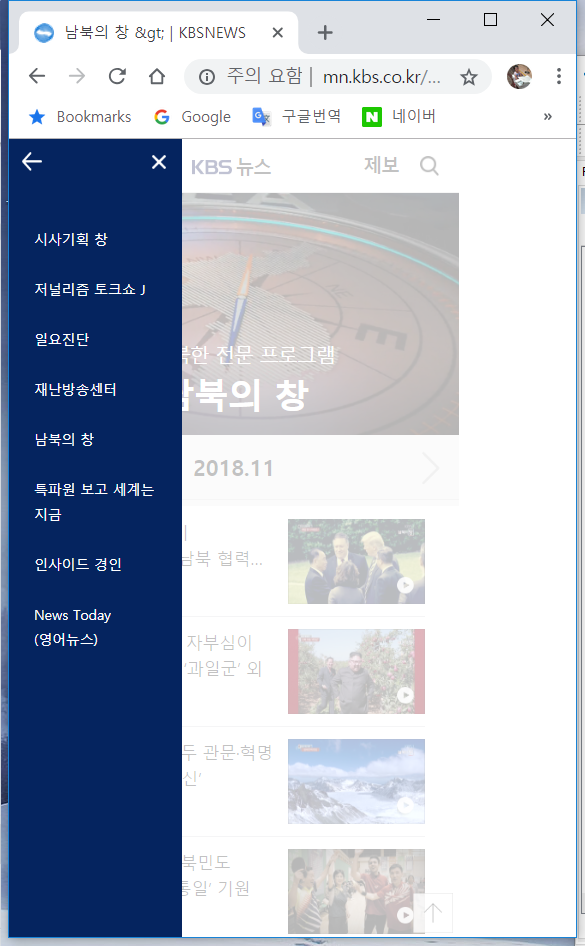 남북의 창 &gt; | KBSNEWS
주의 요함 | mn.kbs.co.kr/...
Bookmarks Google 구글번역 네이버 »
KBS 뉴스 제보
시사기획 창
저널리즘 토크쇼 J
일요진단
재난방송센터
남북의 창
특파원 보고 세계는
지금
인사이드 경인
News Today
(영어뉴스)
북한 전문 프로그램
남북의 창
2018.11
남북 협력...
자부심이
‘과일군’ 외
두 관문·혁명
신’
북민도
통일’ 기원